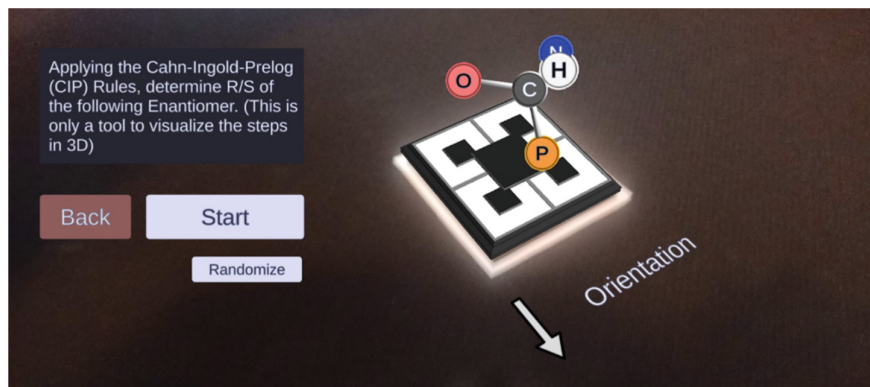 Applying the Cahn-Ingold-Prelog
(CIP) Rules, determine R/S of
the following Enantiomer. (This is
only a tool to visualize the steps
in 3D)
Back
Start
Randomize
O
N
H
C
P
Orientation